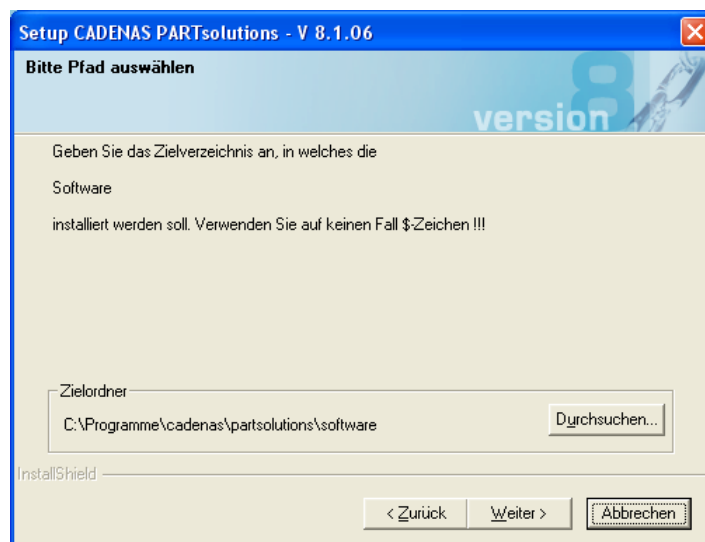 Setup CADENAS PARTsolutions - V 8.1.06
Bitte Pfad auswählen
version 8
Geben Sie das Zielverzeichnis an, in welches die
Software
installiert werden soll. Verwenden Sie auf keinen Fall $-Zeichen !!!
Zielordner
C:\Programme\cadenas\partsolutions\software
Durchsuchen...
InstallShield
< Zurück
Weiter >
Abbrechen